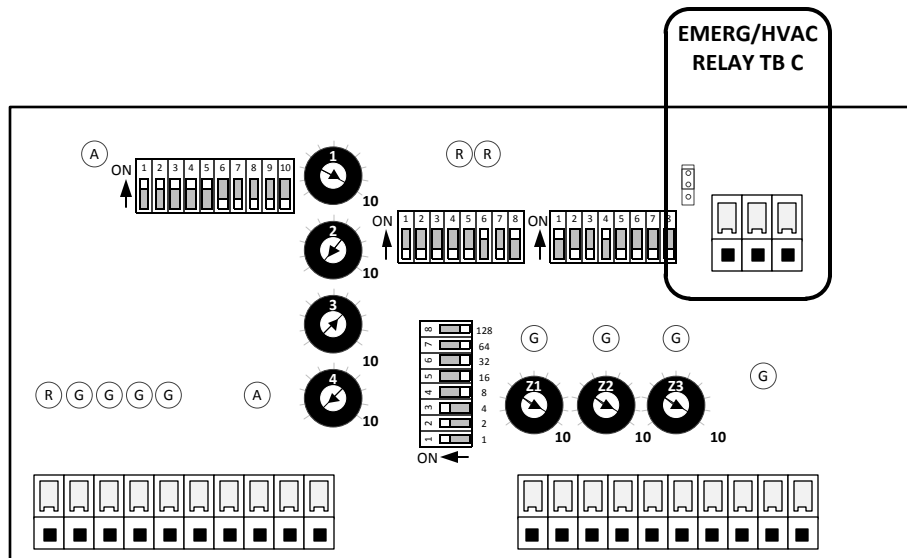 EMERG/HVAC
RELAY TB C
A
ON
1 2 3 4 5 6 7 8 9 10
1
10
R R
2
10
ON
1 2 3 4 5 6 7 8
ON
1 2 3 4 5 6 7 8
3
10
8 128
7 64
6 32
5 16
4 8
3 4
2 2
1 1
ON
G G G
G
R G G G G
A
4
10
Z1
10
Z2
10
Z3
10